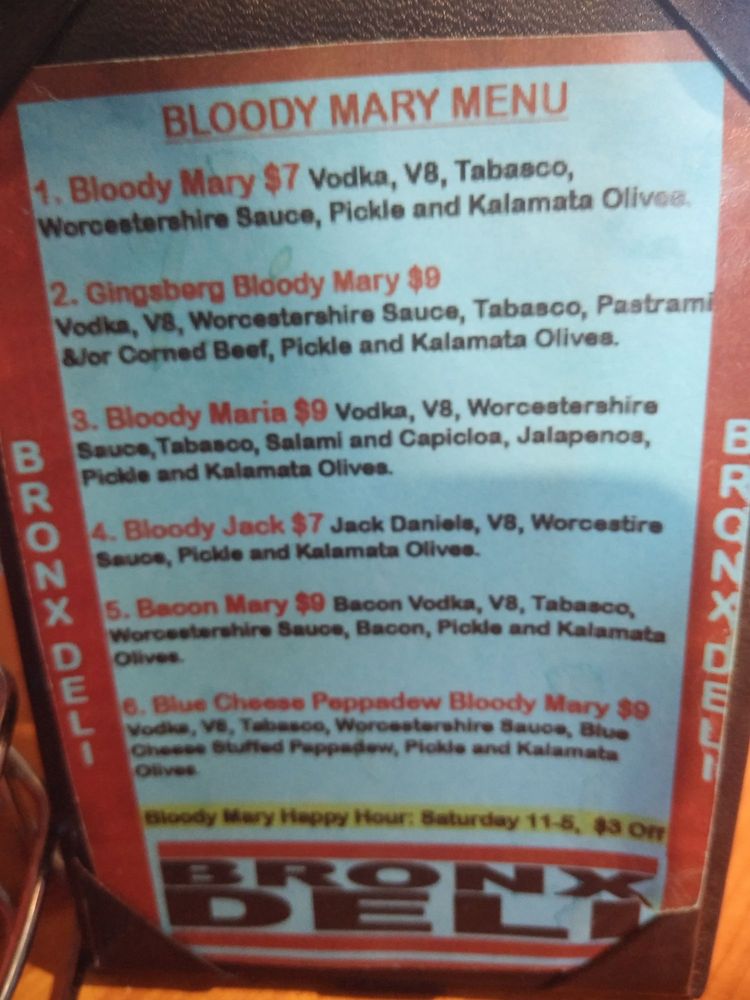 BLOODY MARY MENU
1. Bloody Mary $7 Vodka, V8, Tabasco,
Worcestershire Sauce, Pickle and Kalamata Olives.
2. Gingsberg Bloody Mary $9
Vodka, V8, Worcestershire Sauce, Tabasco, Pastrami
&/or Corned Beef, Pickle and Kalamata Olives.
3. Bloody Maria $9 Vodka, V8, Worcestershire
Sauce,Tabasco, Salami and Capicloa, Jalapenos,
Pickle and Kalamata Olives.
4. Bloody Jack $7 Jack Daniels, V8, Worcestire
Sauce, Pickle and Kalamata Olives.
5. Bacon Mary $9 Bacon Vodka, V8, Tabasco,
Worcestershire Sauce, Bacon, Pickle and Kalamata
Olives.
6. Blue Cheese Peppadew Bloody Mary $9
Vodka, V8, Tabasco, Worcestershire Sauce, Blue
Cheese Stuffed Peppadew, Pickle and Kalamata
Olives.
Bloody Mary Happy Hour: Saturday 11-5, $3 Off
BRONX
DELI
BRONX DELI
BRONX DELI